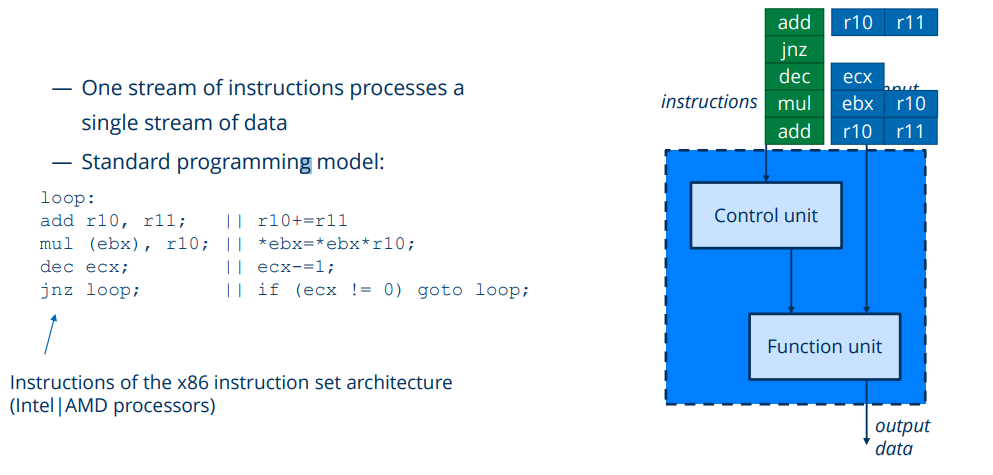 — One stream of instructions processes a
single stream of data
— Standard programming model:
loop:
add r10, r11; || r10+=r11
mul (ebx), r10; || *ebx=*ebx*r10;
dec ecx; || ecx-=1;
jnz loop; || if (ecx != 0) goto loop;
Instructions of the x86 instruction set architecture
(Intel|AMD processors)
add r10 r11
jnz
dec ecx
instructions
mul ebx r10
add r10 r11
Control unit
Function unit
output
data